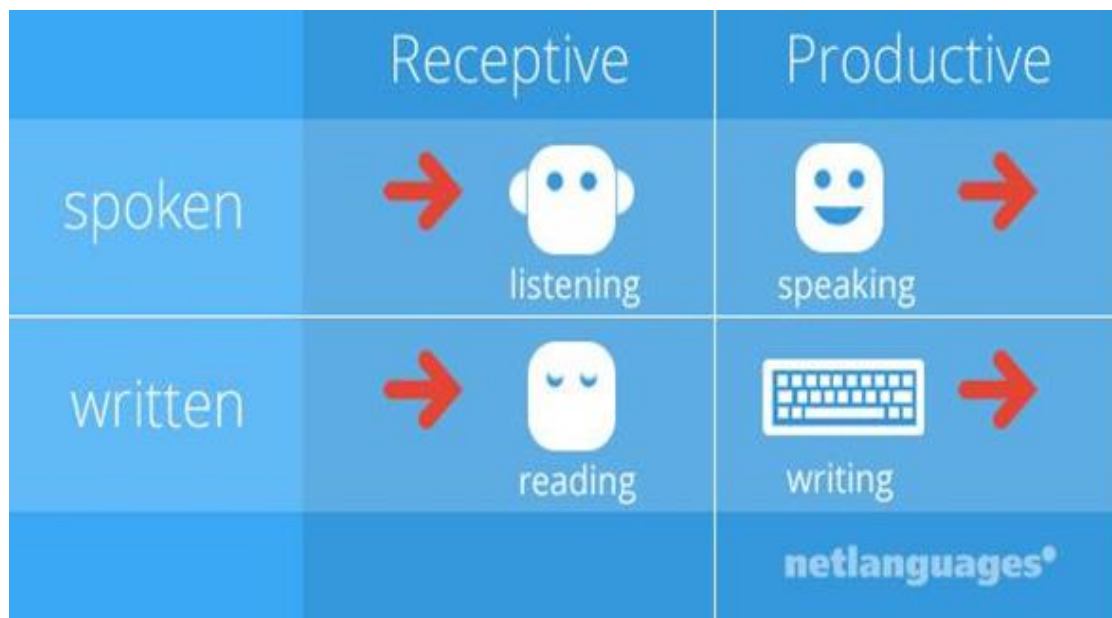 Receptive Productive
spoken
listening speaking
written
reading writing
netlanguages